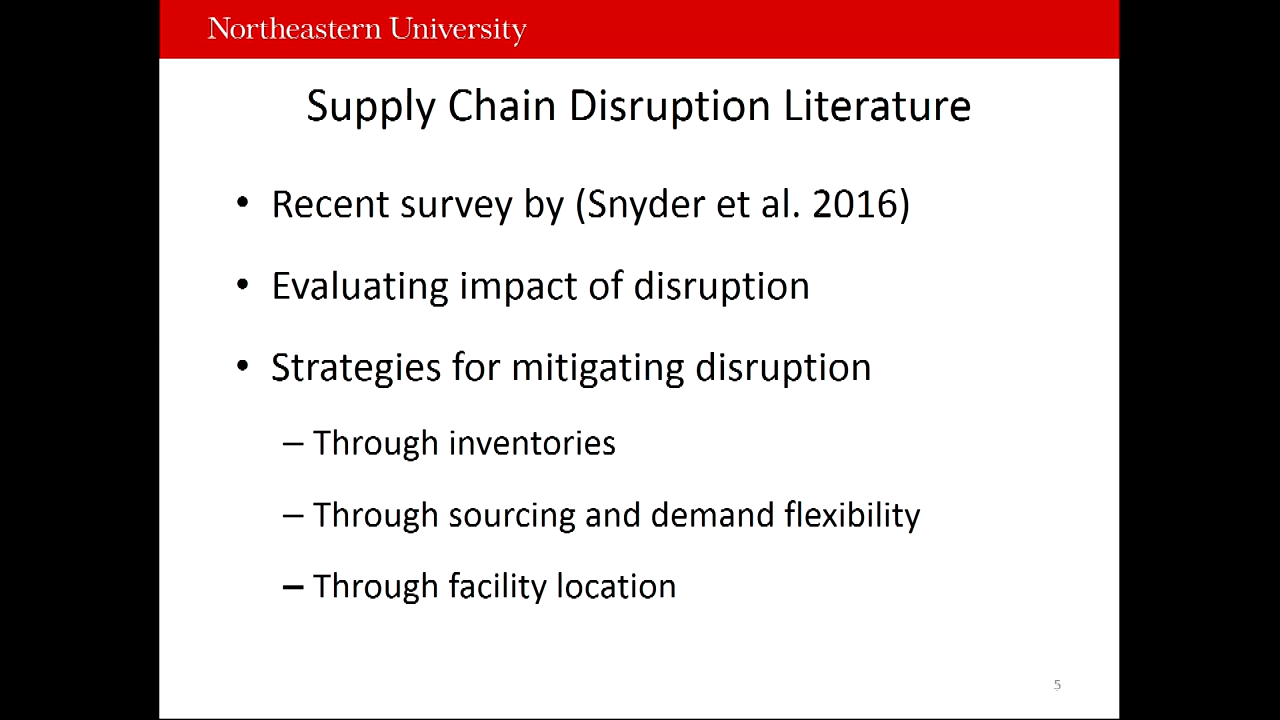 Northeastern University
Supply Chain Disruption Literature
• Recent survey by (Snyder et al. 2016)
• Evaluating impact of disruption
• Strategies for mitigating disruption
– Through inventories
– Through sourcing and demand flexibility
– Through facility location
5